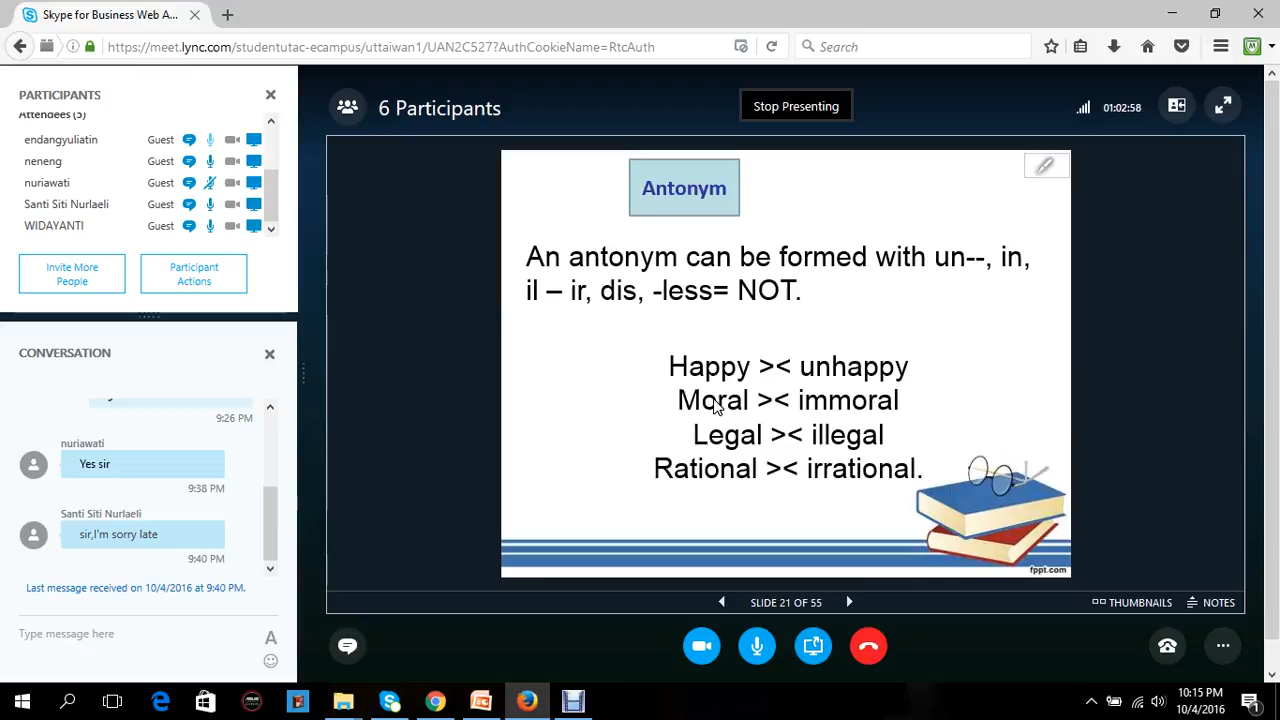 Skype for Business Web A...
https://meet.lync.com/studentutac-ecampus/uttaiwan1/UAN2C527?AuthCookieName=RtcAuth
Search
PARTICIPANTS
Attendees (5)
endangyuliatin Guest
neneng Guest
nuriawati Guest
Santi Siti Nurlaeli Guest
WIDAYANTI Guest
Invite More
People
Participant
Actions
CONVERSATION
9:26 PM
nuriawati
Yes sir
9:38 PM
Santi Siti Nurlaeli
sir,I'm sorry late
9:40 PM
Last message received on 10/4/2016 at 9:40 PM.
Type message here
A
6 Participants
Stop Presenting
01:02:58
Antonym
An antonym can be formed with un--, in,
il – ir, dis, -less= NOT.
Happy >< unhappy
Moral >< immoral
Legal >< illegal
Rational >< irrational.
fppt.com
SLIDE 21 OF 55
THUMBNAILS
NOTES
10:15 PM
10/4/2016